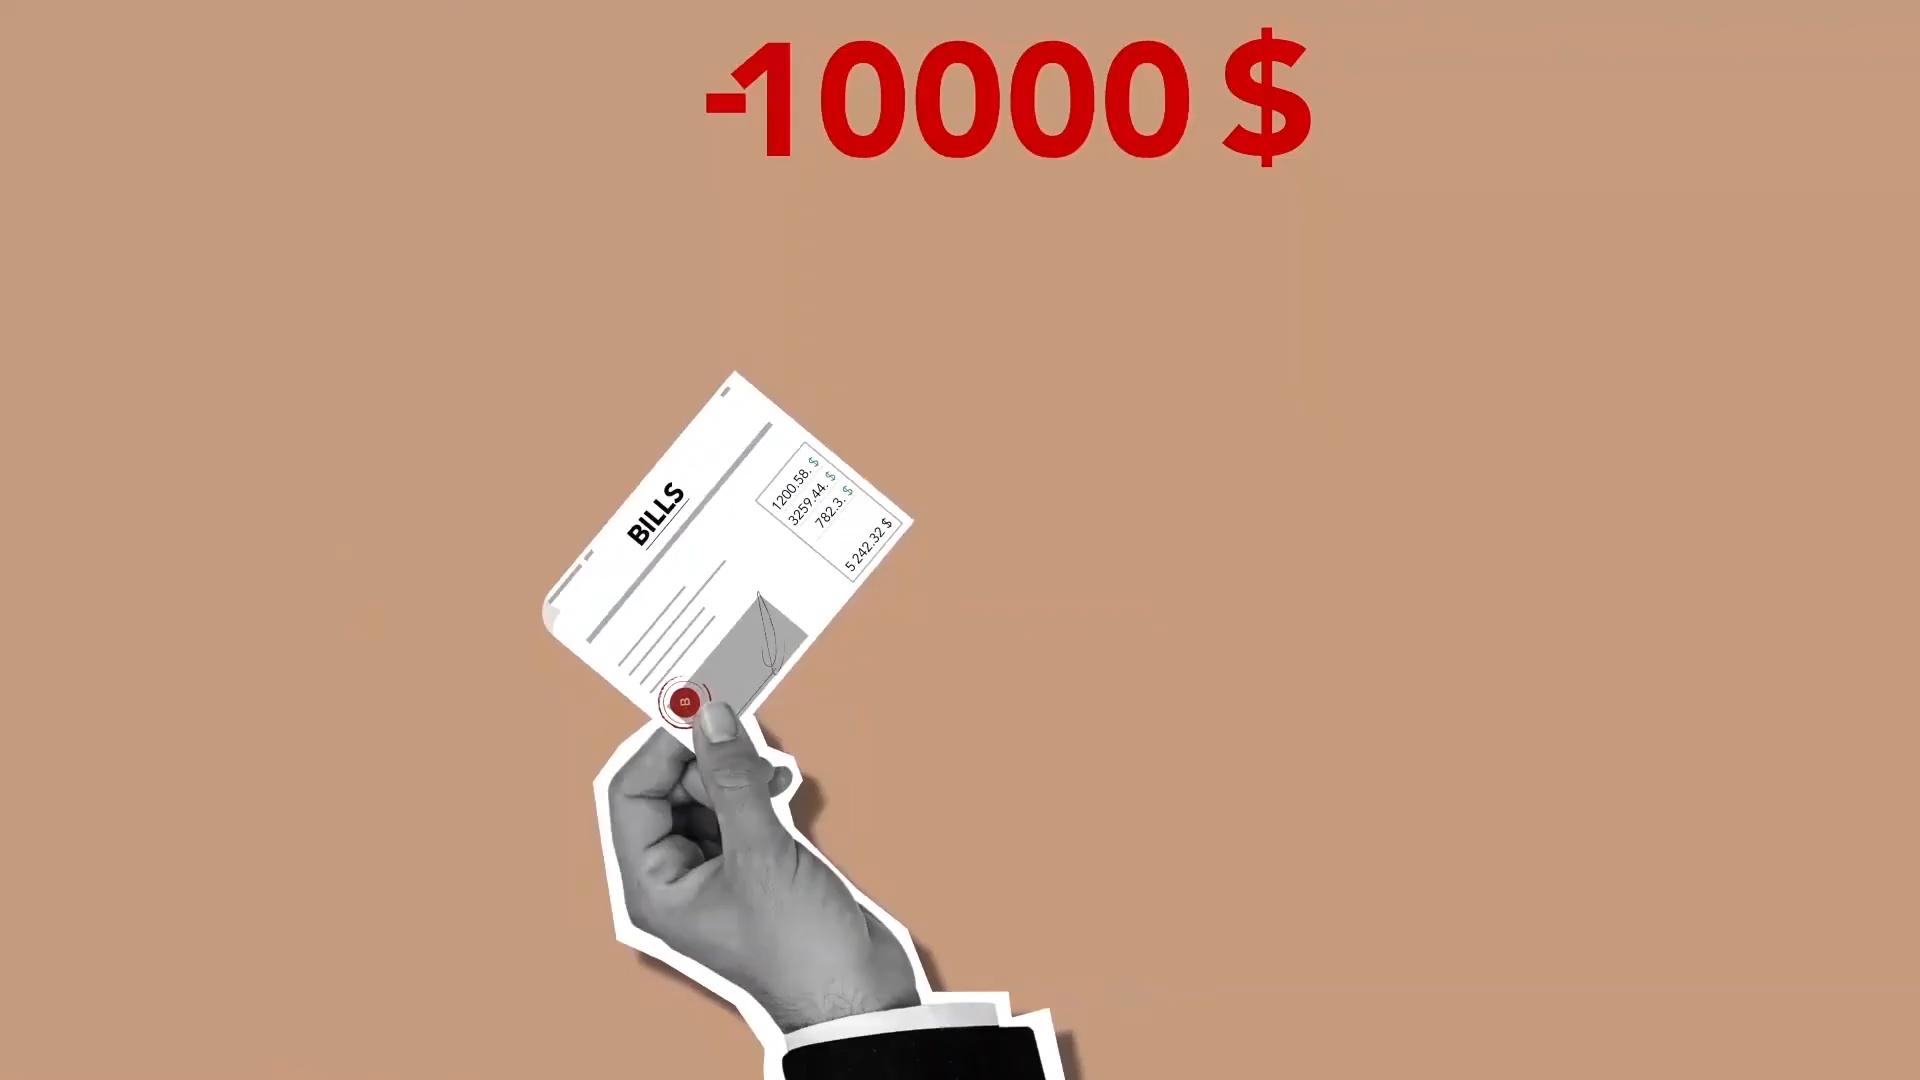 -10000 $
BILLS
1200.58. $
3259.44. $
782.3. $
5 242.32 $
B